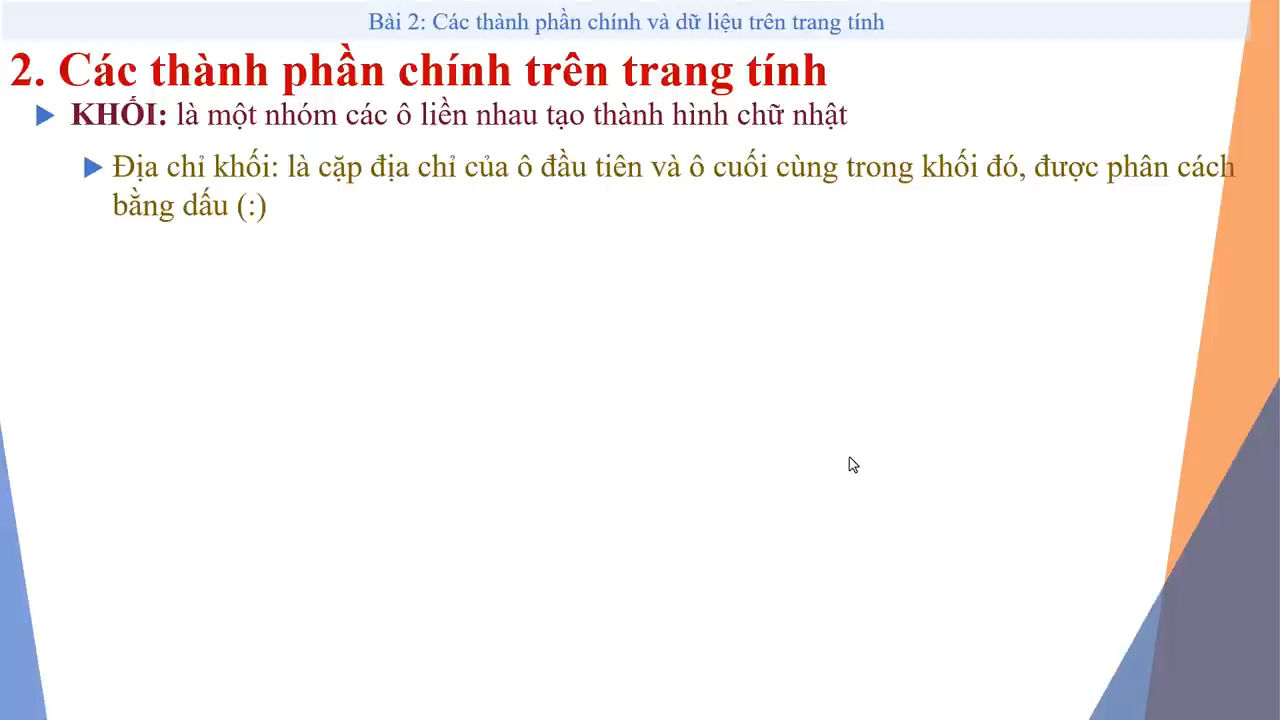 Bài 2: Các thành phần chính và dữ liệu trên trang tính
2. Các thành phần chính trên trang tính
KHỐI: là một nhóm các ô liền nhau tạo thành hình chữ nhật
Địa chỉ khối: là cặp địa chỉ của ô đầu tiên và ô cuối cùng trong khối đó, được phân cách
bằng dấu (:)